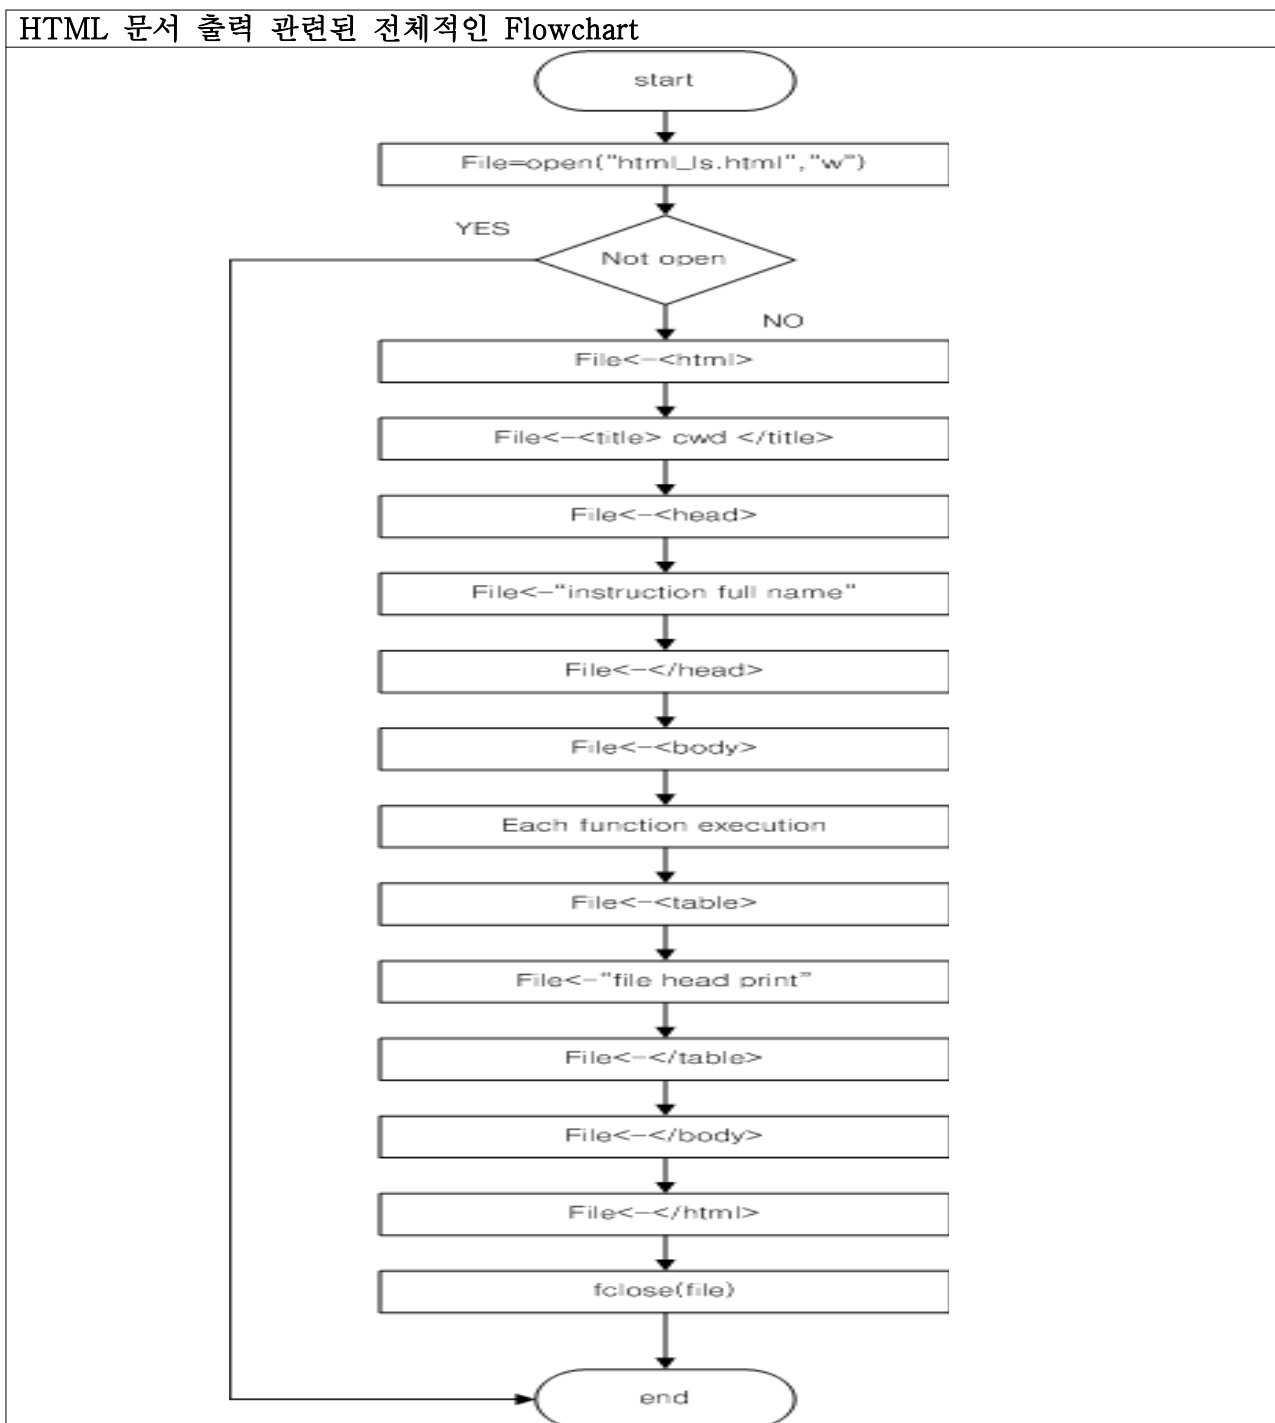 HTML 문서 출력 관련된 전체적인 Flowchart
start
File=open("html_ls.html","w")
YES
Not open
NO
File<-<html>
File<-<title> cwd </title>
File<-<head>
File<-"instruction full name"
File<-</head>
File<-<body>
Each function execution
File<-<table>
File<-"file head print"
File<-</table>
File<-</body>
File<-</html>
fclose(file)
end